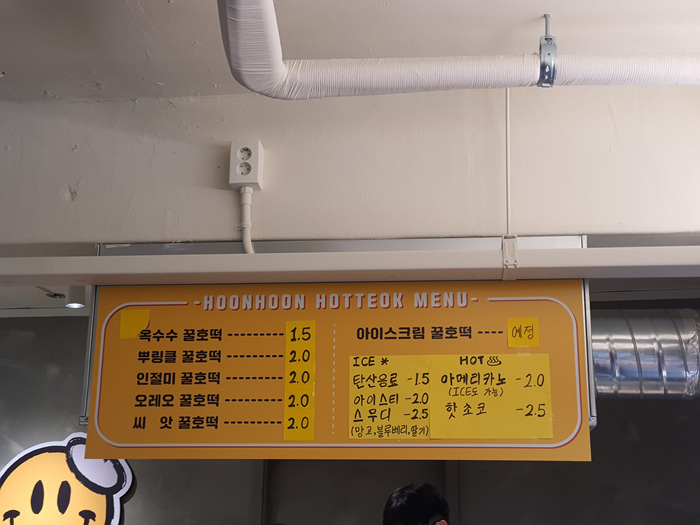 -HOONHOON HOTTEOK MENU-
옥수수 꿀호떡 ---------- 1.5
뿌링클 꿀호떡 ---------- 2.0
인절미 꿀호떡 ---------- 2.0
오레오 꿀호떡 ---------- 2.0
씨 앗 꿀호떡 ---------- 2.0
아이스크림 꿀호떡 ---- 예정
ICE *
탄산음료 -1.5
아이스티 -2.0
스무디 -2.5
(망고,블루베리,딸기)
HOT
아메리카노 -2.0
(ICE도 가능)
핫초코 -2.5